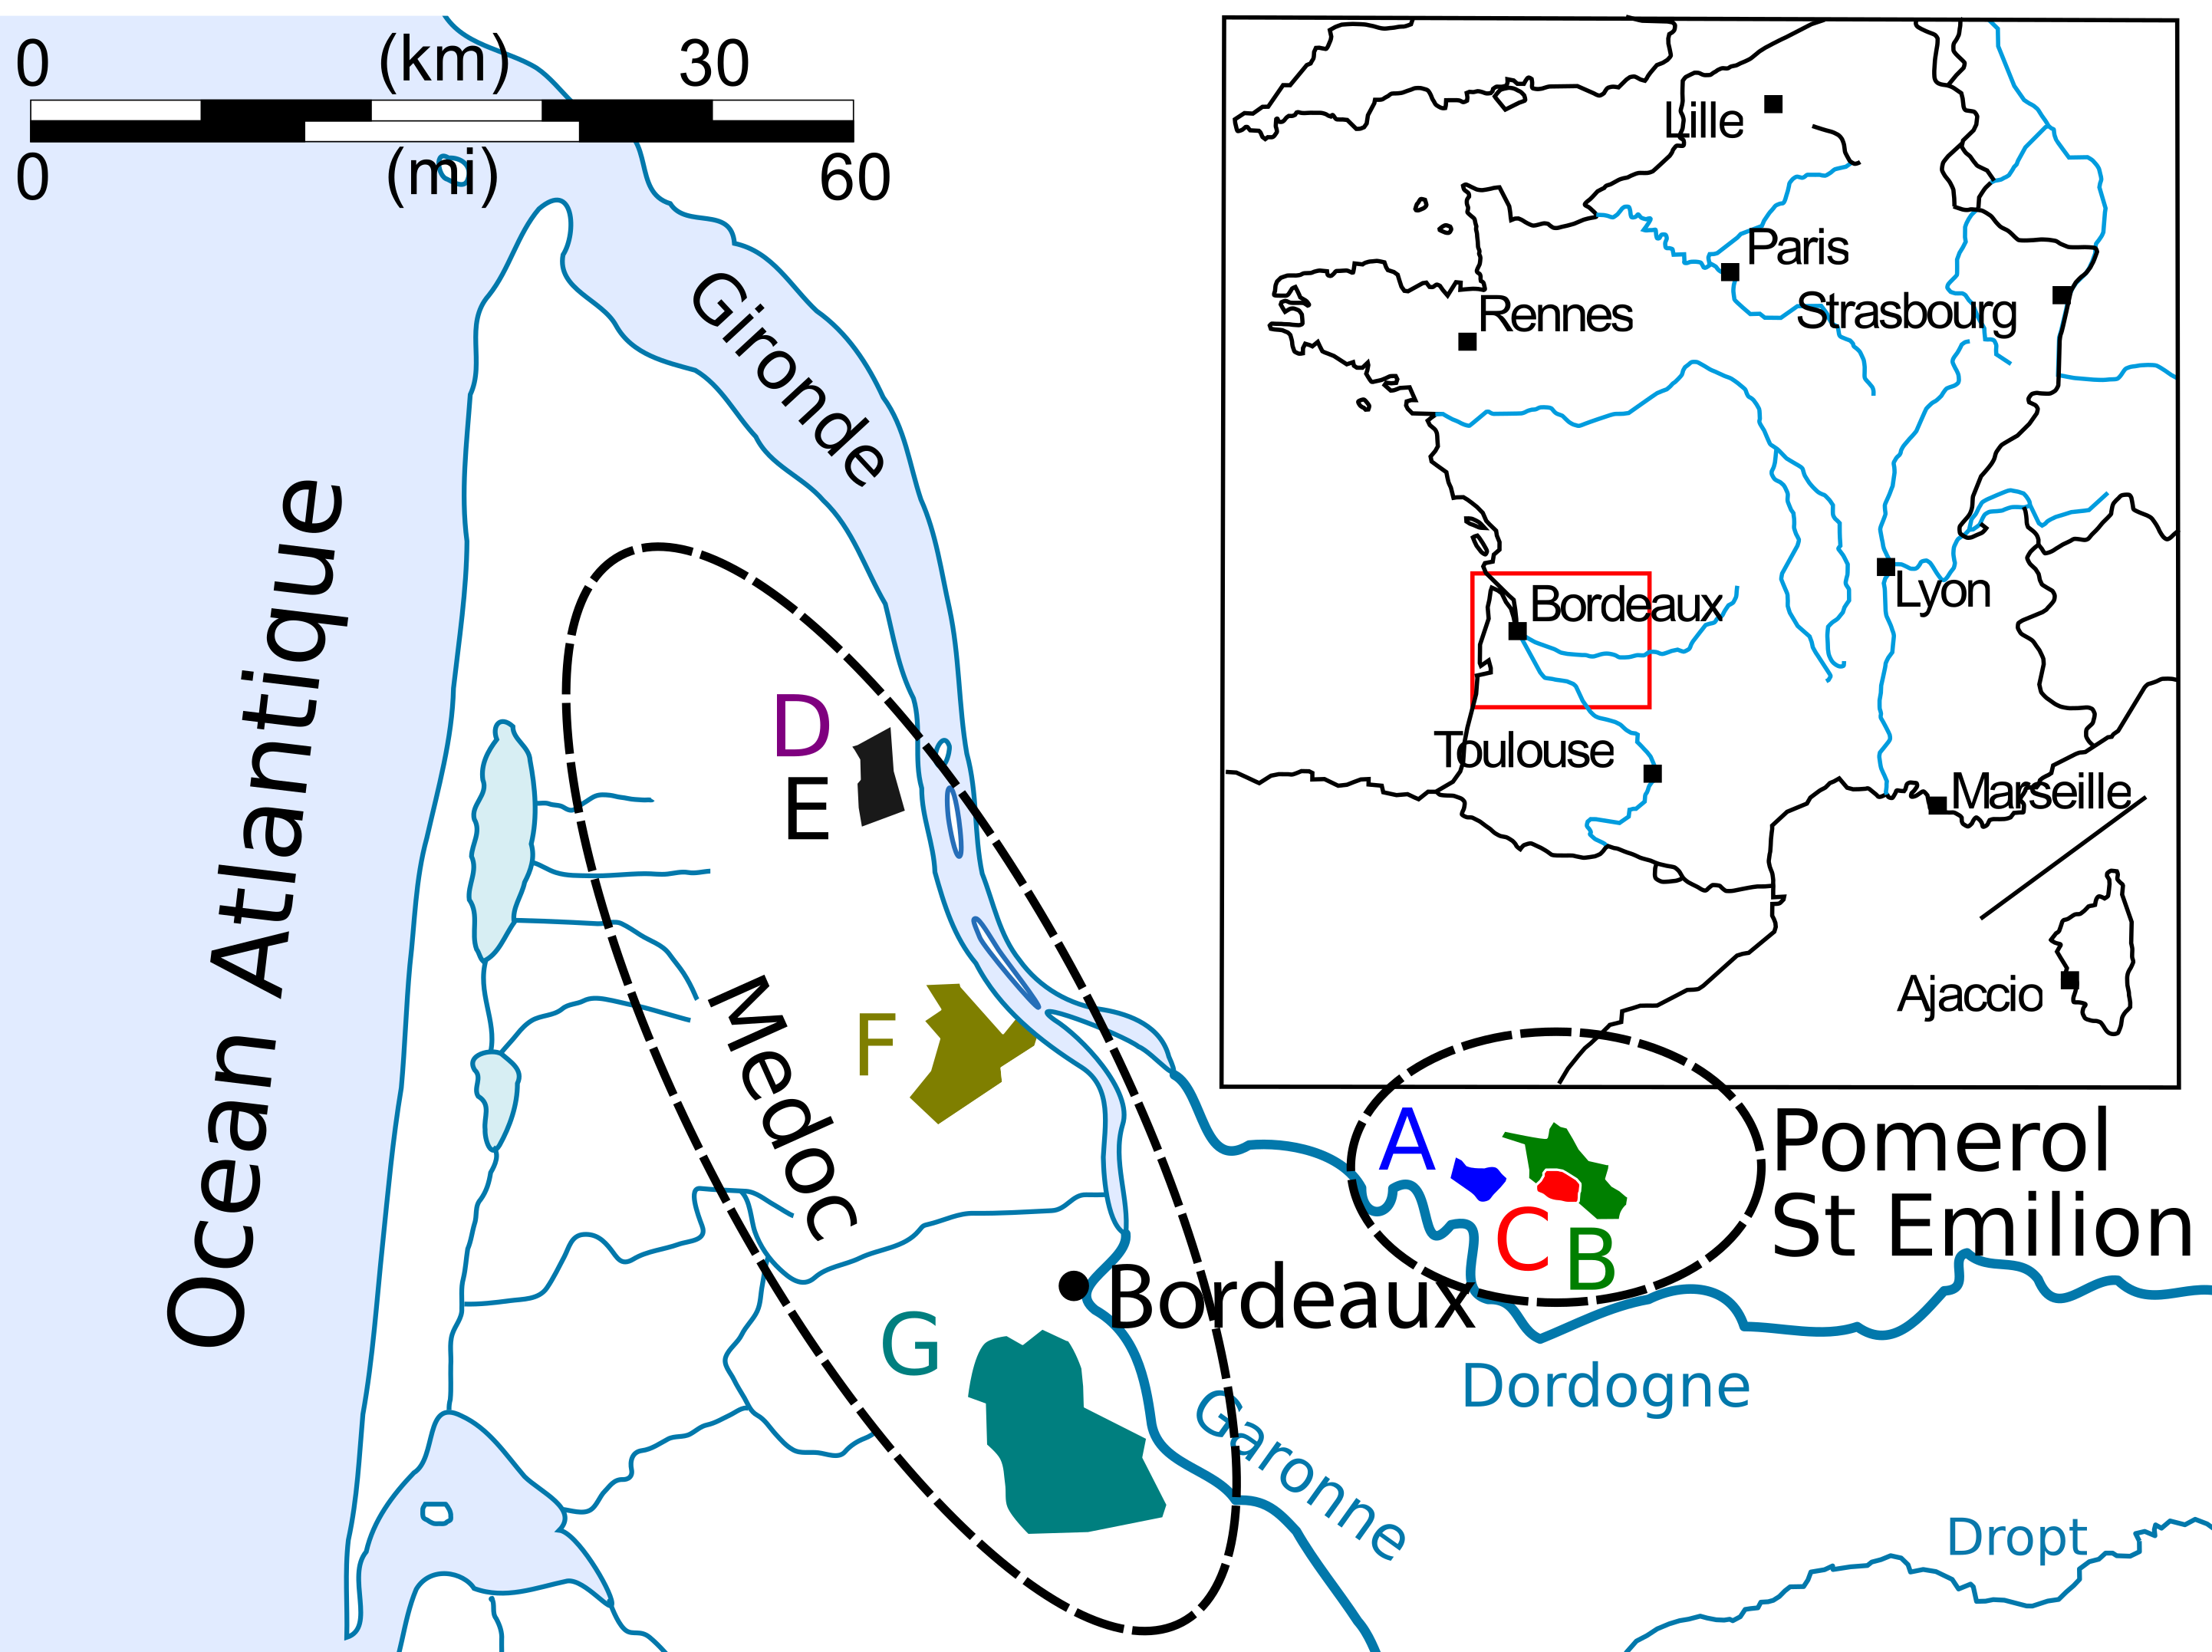 0 (km) 30
0 (mi) 60
Gironde
Ocean Atlantique
Lille
Paris
Strasbourg
Rennes
Bordeaux
Lyon
Toulouse
Marseille
Ajaccio
D
E
F
Medoc
A
C
B
Pomerol
St Emilion
Bordeaux
G
Dordogne
Garonne
Dropt